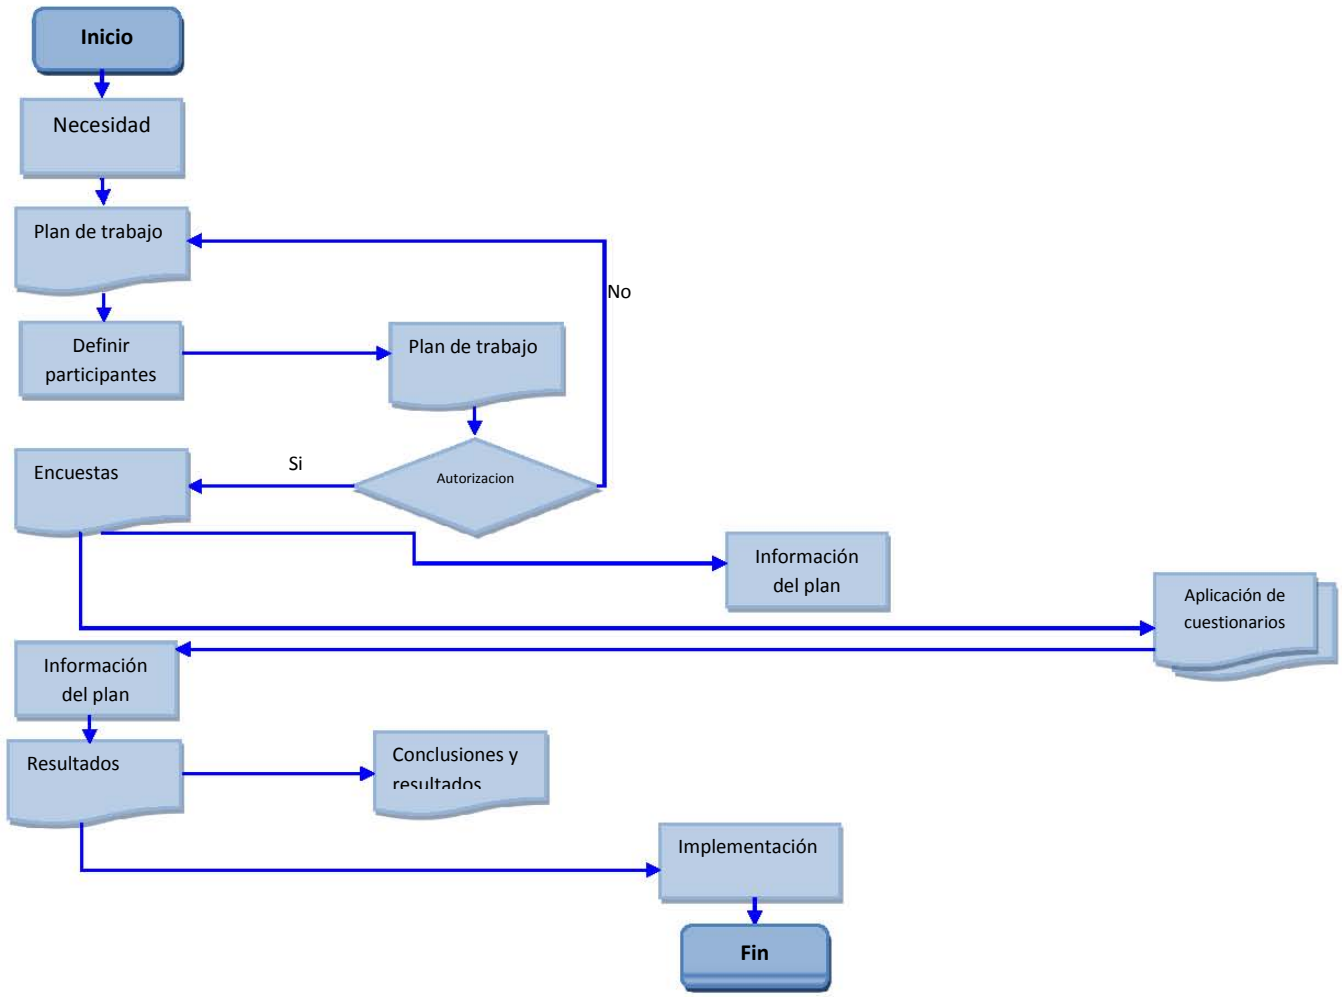 Inicio
Necesidad
Plan de trabajo
No
Definir
participantes
Plan de trabajo
Si
Autorizacion
Encuestas
Información
del plan
Aplicación de
cuestionarios
Información
del plan
Resultados
Conclusiones y
resultados
Implementación
Fin